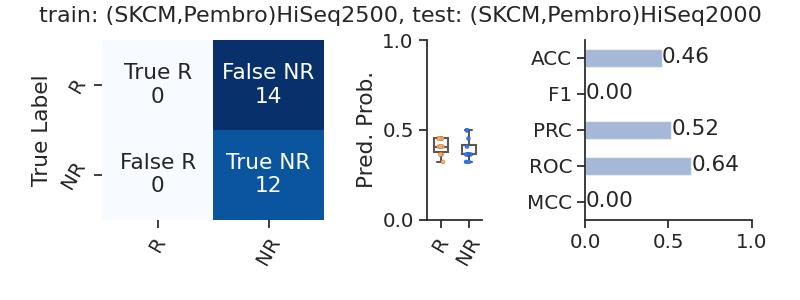 train: (SKCM,Pembro)HiSeq2500, test: (SKCM,Pembro)HiSeq2000
True Label
R
NR
True R
0
False NR
14
False R
0
True NR
12
R
NR
Pred. Prob.
1.0
0.5
0.0
R
NR
ACC
0.46
F1
0.00
PRC
0.52
ROC
0.64
MCC
0.00
0.0
0.5
1.0